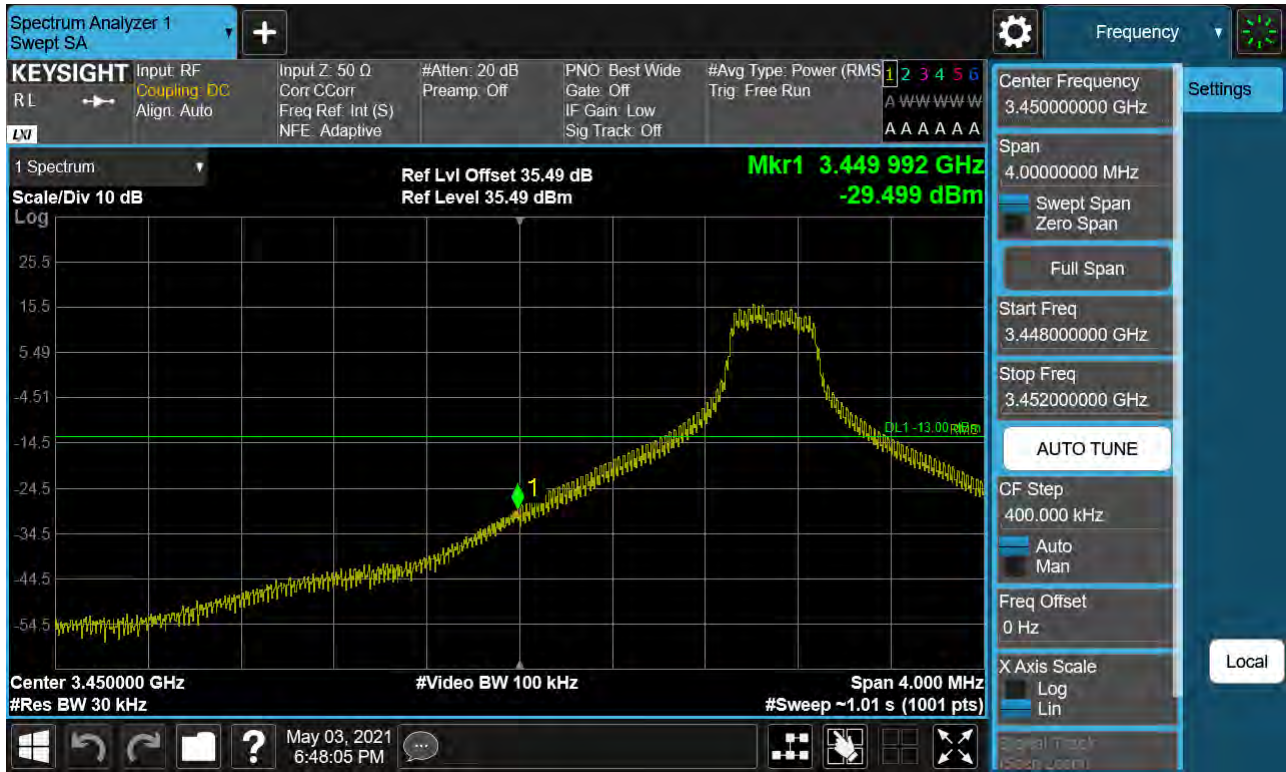 Spectrum Analyzer 1
Swept SA
Frequency
KEYSIGHT
RL
LXI
Input: RF
Coupling: DC
Align: Auto
Input Z: 50 Ω
Corr CCorr
Freq Ref: Int (S)
NFE: Adaptive
#Atten: 20 dB
Preamp: Off
PNO: Best Wide
Gate: Off
IF Gain: Low
Sig Track: Off
#Avg Type: Power (RMS
Trig: Free Run
1 2 3 4 5 6
A W W W W W
A A A A A A
1 Spectrum
Scale/Div 10 dB
Log
Ref Lvl Offset 35.49 dB
Ref Level 35.49 dBm
Mkr1 3.449 992 GHz
-29.499 dBm
25.5
15.5
5.49
-4.51
-14.5
-24.5
-34.5
-44.5
-54.5
1
DL1 -13.00 dBm
RMS
Center 3.450000 GHz
#Res BW 30 kHz
#Video BW 100 kHz
Span 4.000 MHz
#Sweep ~1.01 s (1001 pts)
Center Frequency
3.450000000 GHz
Span
4.00000000 MHz
Swept Span
Zero Span
Full Span
Start Freq
3.448000000 GHz
Stop Freq
3.452000000 GHz
AUTO TUNE
CF Step
400.000 kHz
Auto
Man
Freq Offset
0 Hz
X Axis Scale
Log
Lin
Signal Track
(Span Zoom)
Settings
Local
?
May 03, 2021
6:48:05 PM